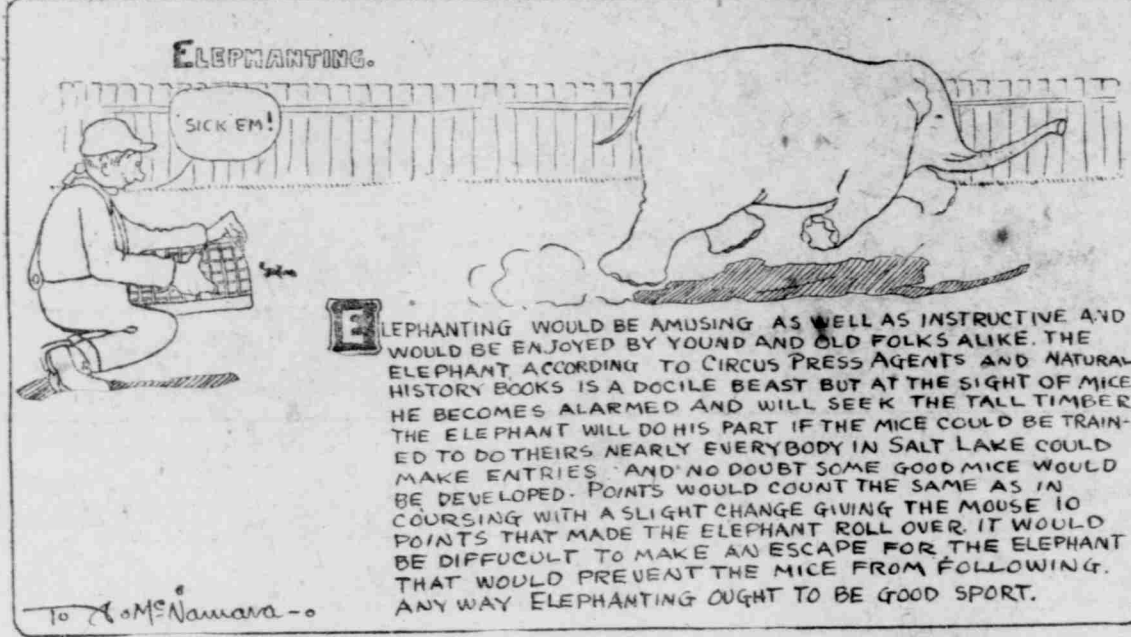 ELEPHANTING.
SICK 'EM!
ELEPHANTING WOULD BE AMUSING AS WELL AS INSTRUCTIVE AND
WOULD BE ENJOYED BY YOUND AND OLD FOLKS ALIKE. THE
ELEPHANT ACCORDING TO CIRCUS PRESS AGENTS AND NATURAL
HISTORY BOOKS IS A DOCILE BEAST BUT AT THE SIGHT OF MICE
HE BECOMES ALARMED AND WILL SEEK THE TALL TIMBER
THE ELEPHANT WILL DO HIS PART IF THE MICE COULD BE TRAIN-
ED TO DO THEIRS NEARLY EVERYBODY IN SALT LAKE COULD
MAKE ENTRIES AND NO DOUBT SOME GOOD MICE WOULD
BE DEVELOPED. POINTS WOULD COUNT THE SAME AS IN
COURSING WITH A SLIGHT CHANGE GIVING THE MOUSE 10
POINTS THAT MADE THE ELEPHANT ROLL OVER. IT WOULD
BE DIFFUCULT TO MAKE AN ESCAPE FOR THE ELEPHANT
THAT WOULD PREVENT THE MICE FROM FOLLOWING.
ANY WAY ELEPHANTING OUGHT TO BE GOOD SPORT.
To McNamara